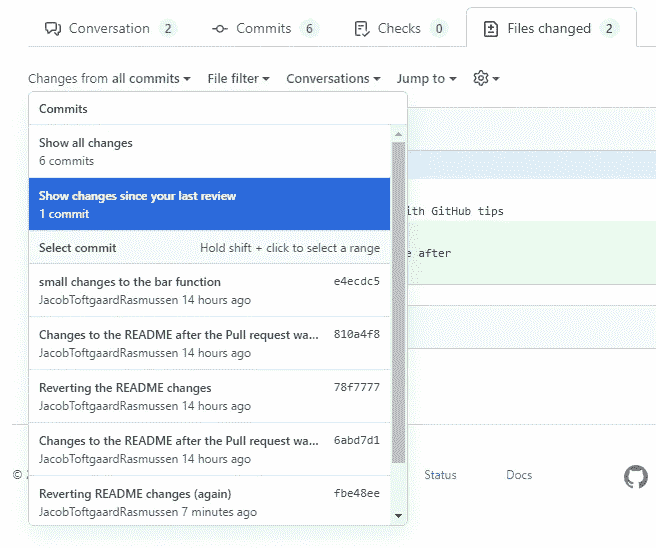 Conversation 2
Commits 6
Checks 0
Files changed 2
Changes from all commits
File filter
Conversations
Jump to
Commits
Show all changes
6 commits
Show changes since your last review
1 commit
ith GitHub tips
Select commit
Hold shift + click to select a range
e after
small changes to the bar function
e4ecdc5
JacobToftgaardRasmussen 14 hours ago
Changes to the README after the Pull request wa...
810a4f8
JacobToftgaardRasmussen 14 hours ago
Reverting the README changes
78f7777
JacobToftgaardRasmussen 14 hours ago
Changes to the README after the Pull request wa...
6abd7d1
JacobToftgaardRasmussen 14 hours ago
©
Status
Docs
Reverting README changes (again)
fbe48ee
JacobToftgaardRasmussen 7 minutes ago